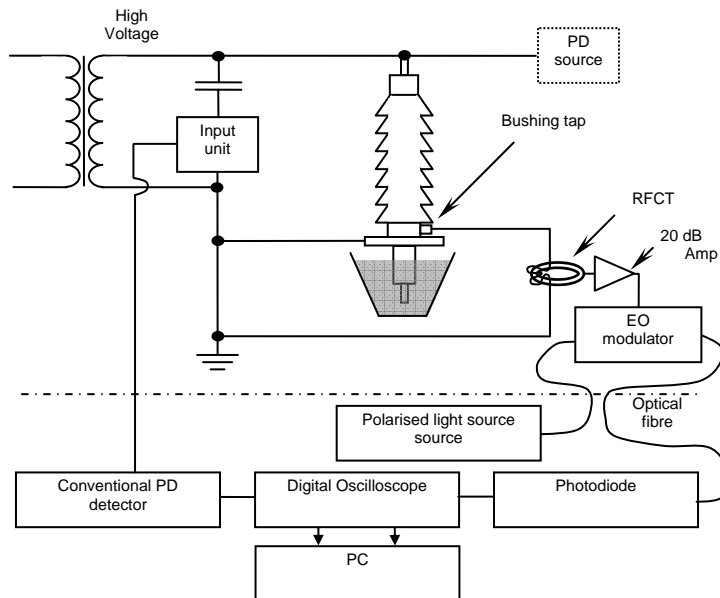 High
Voltage
PD
source
Input
unit
Bushing tap
RFCT
20 dB
Amp
EO
modulator
Optical
fibre
Polarised light source
source
Conventional PD
detector
Digital Oscilloscope
Photodiode
PC